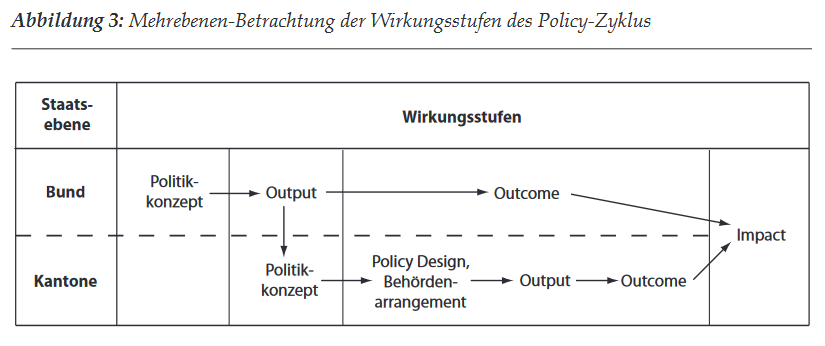 Abbildung 3: Mehrebenen-Betrachtung der Wirkungsstufen des Policy-Zyklus
Staats-
ebene
Wirkungsstufen
Bund
Politik-
konzept
Output
Outcome
Impact
Kantone
Politik-
konzept
Policy Design,
Behörden-
arrangement
Output
Outcome